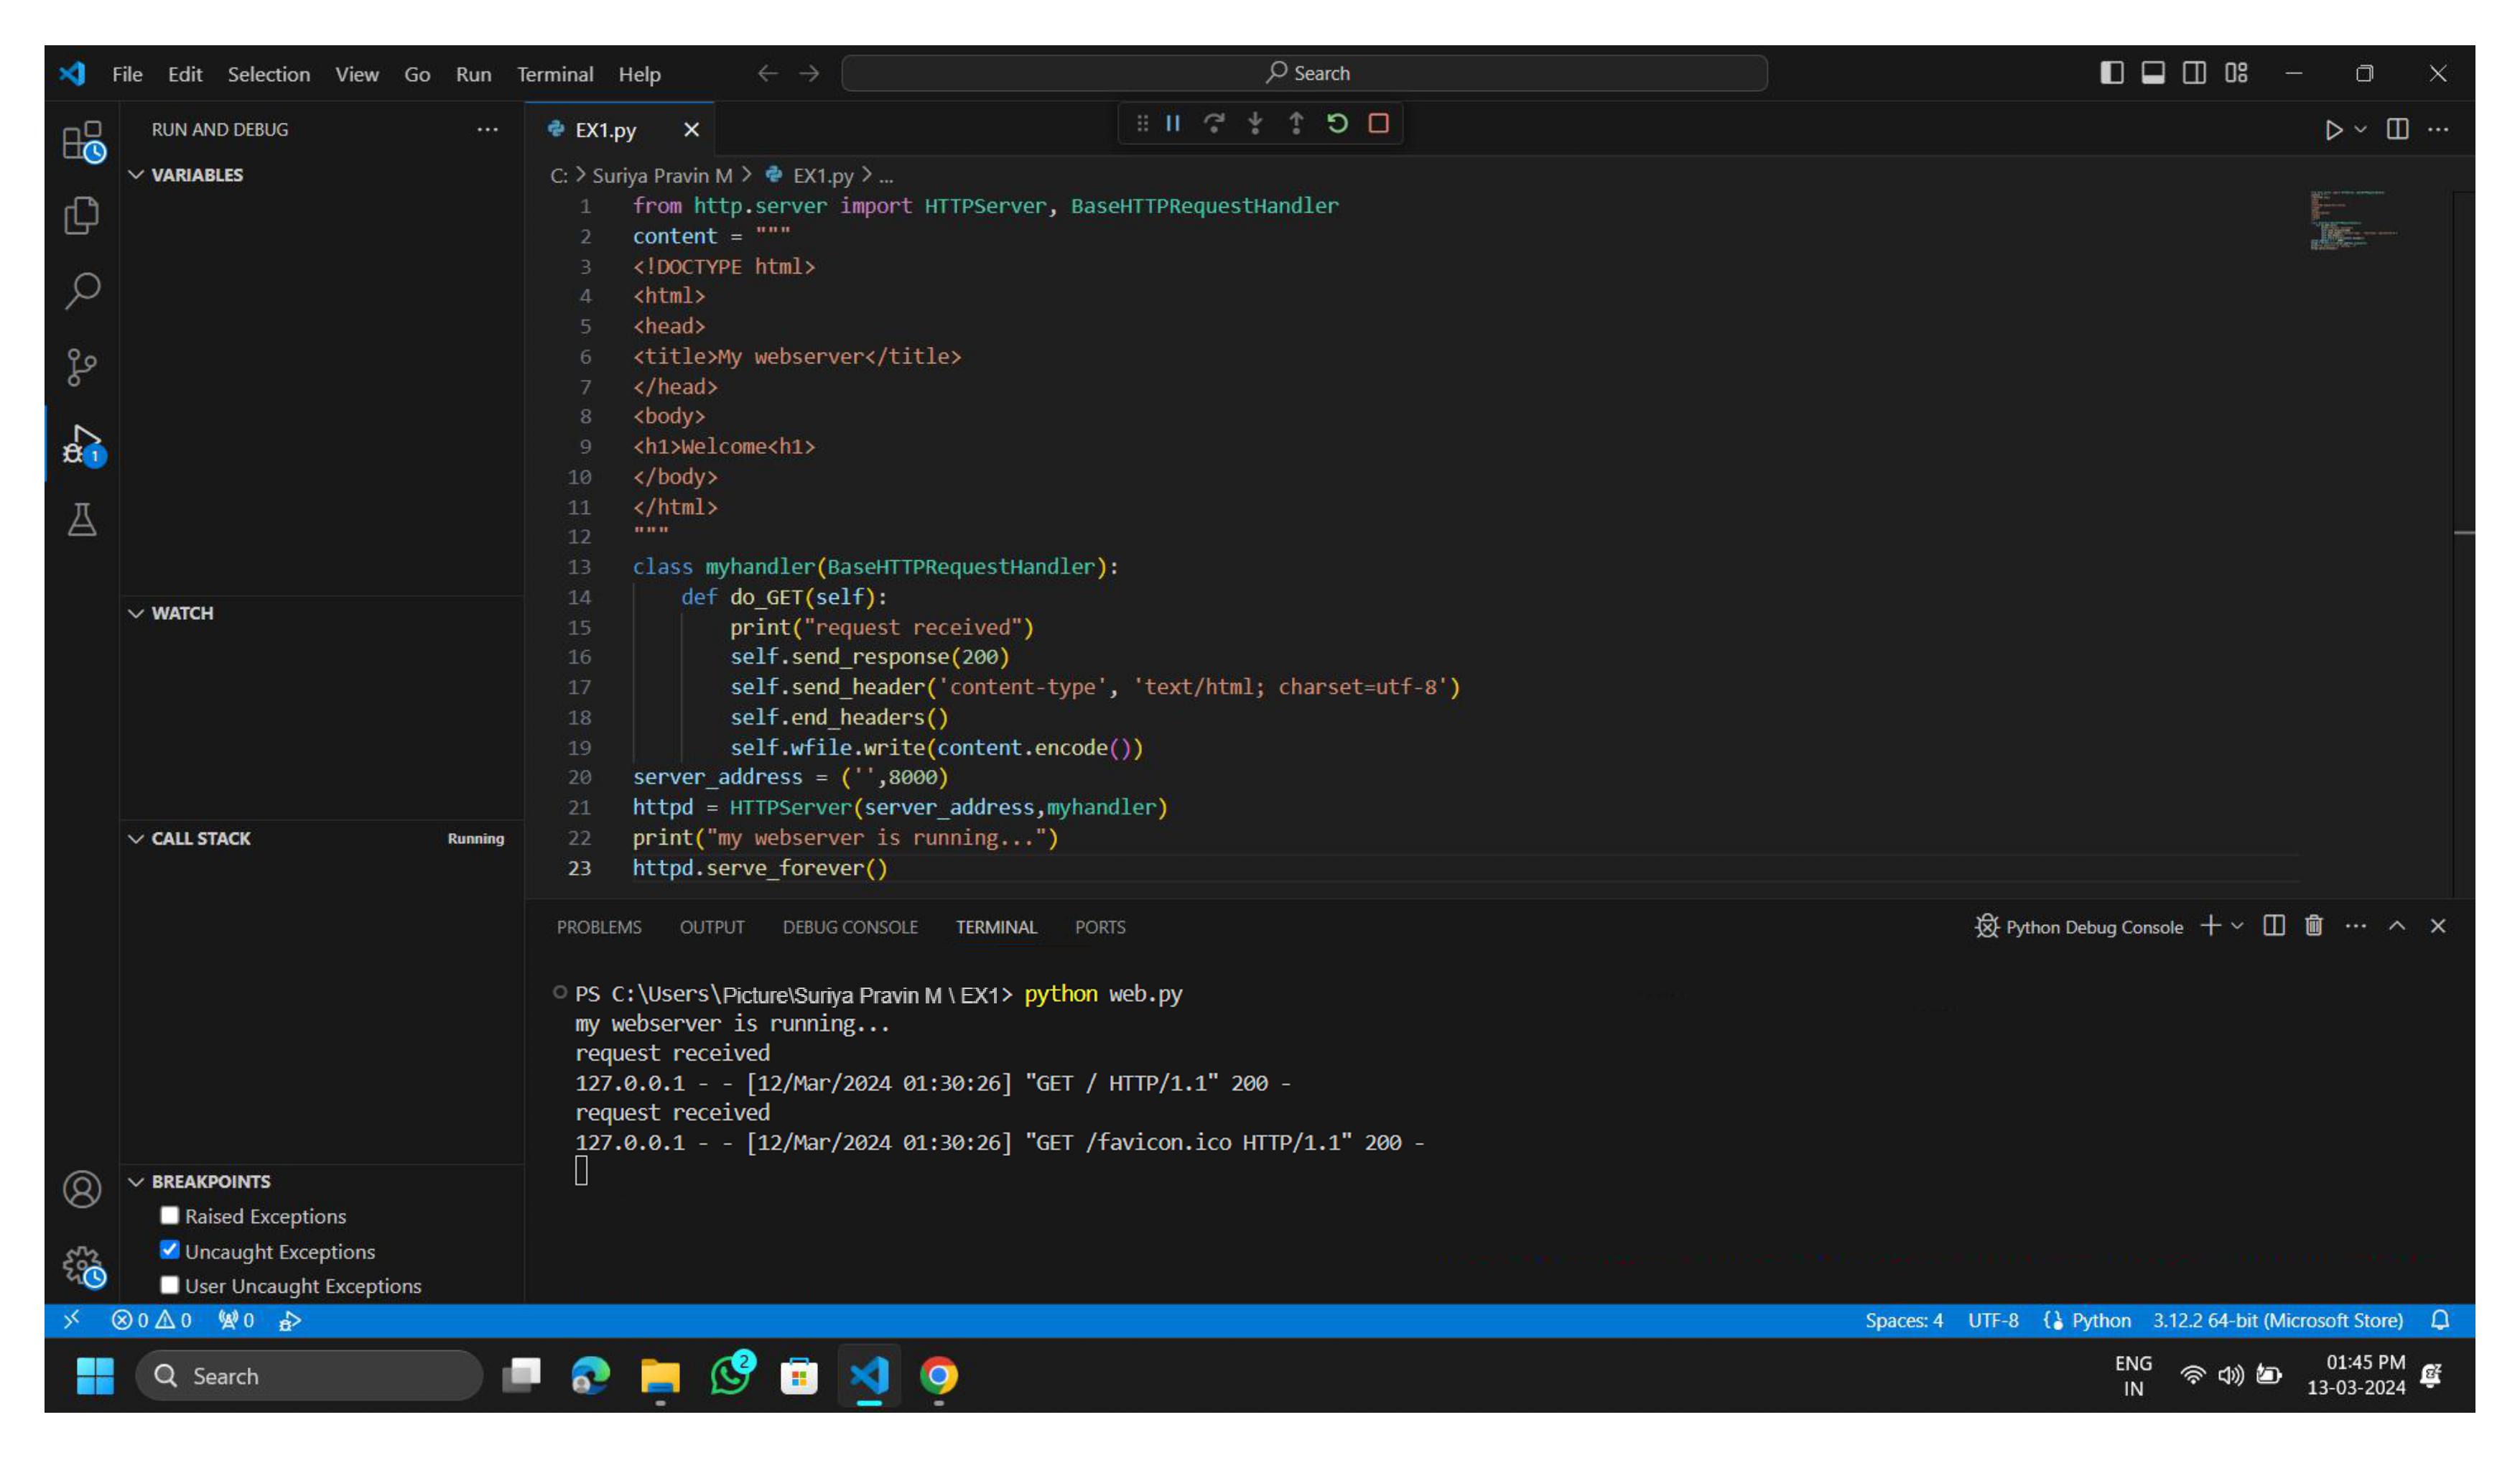 File Edit Selection View Go Run Terminal Help
Search
RUN AND DEBUG
EX1.py
VARIABLES
C: > Suriya Pravin M > EX1.py > ...
1 from http.server import HTTPServer, BaseHTTPRequestHandler
2 content = """
3 <!DOCTYPE html>
4 <html>
5 <head>
6 <title>My webserver</title>
7 </head>
8 <body>
9 <h1>Welcome<h1>
10 </body>
11 </html>
12 """
13 class myhandler(BaseHTTPRequestHandler):
14 def do_GET(self):
15 print("request received")
16 self.send_response(200)
17 self.send_header('content-type', 'text/html; charset=utf-8')
18 self.end_headers()
19 self.wfile.write(content.encode())
20 server_address = ('',8000)
21 httpd = HTTPServer(server_address,myhandler)
22 print("my webserver is running...")
23 httpd.serve_forever()
WATCH
CALL STACK Running
1
PROBLEMS OUTPUT DEBUG CONSOLE TERMINAL PORTS
Python Debug Console
PS C:\Users\Picture\Suriya Pravin M \ EX1> python web.py
my webserver is running...
request received
127.0.0.1 - - [12/Mar/2024 01:30:26] "GET / HTTP/1.1" 200 -
request received
127.0.0.1 - - [12/Mar/2024 01:30:26] "GET /favicon.ico HTTP/1.1" 200 -
BREAKPOINTS
Raised Exceptions
Uncaught Exceptions
User Uncaught Exceptions
0 0 0
Spaces: 4 UTF-8 Python 3.12.2 64-bit (Microsoft Store)
Search
2
ENG
IN
01:45 PM
13-03-2024